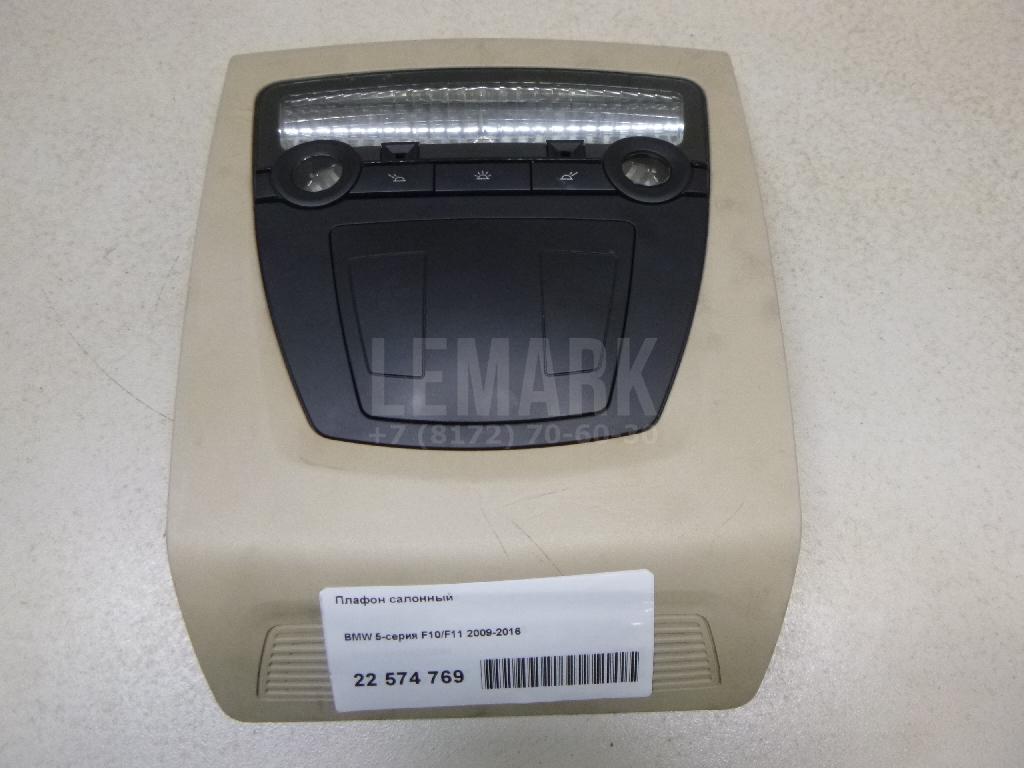 LEMARK
+7 (8172) 70-60-30
Плафон салонный
BMW 5-серия F10/F11 2009-2016
22 574 769